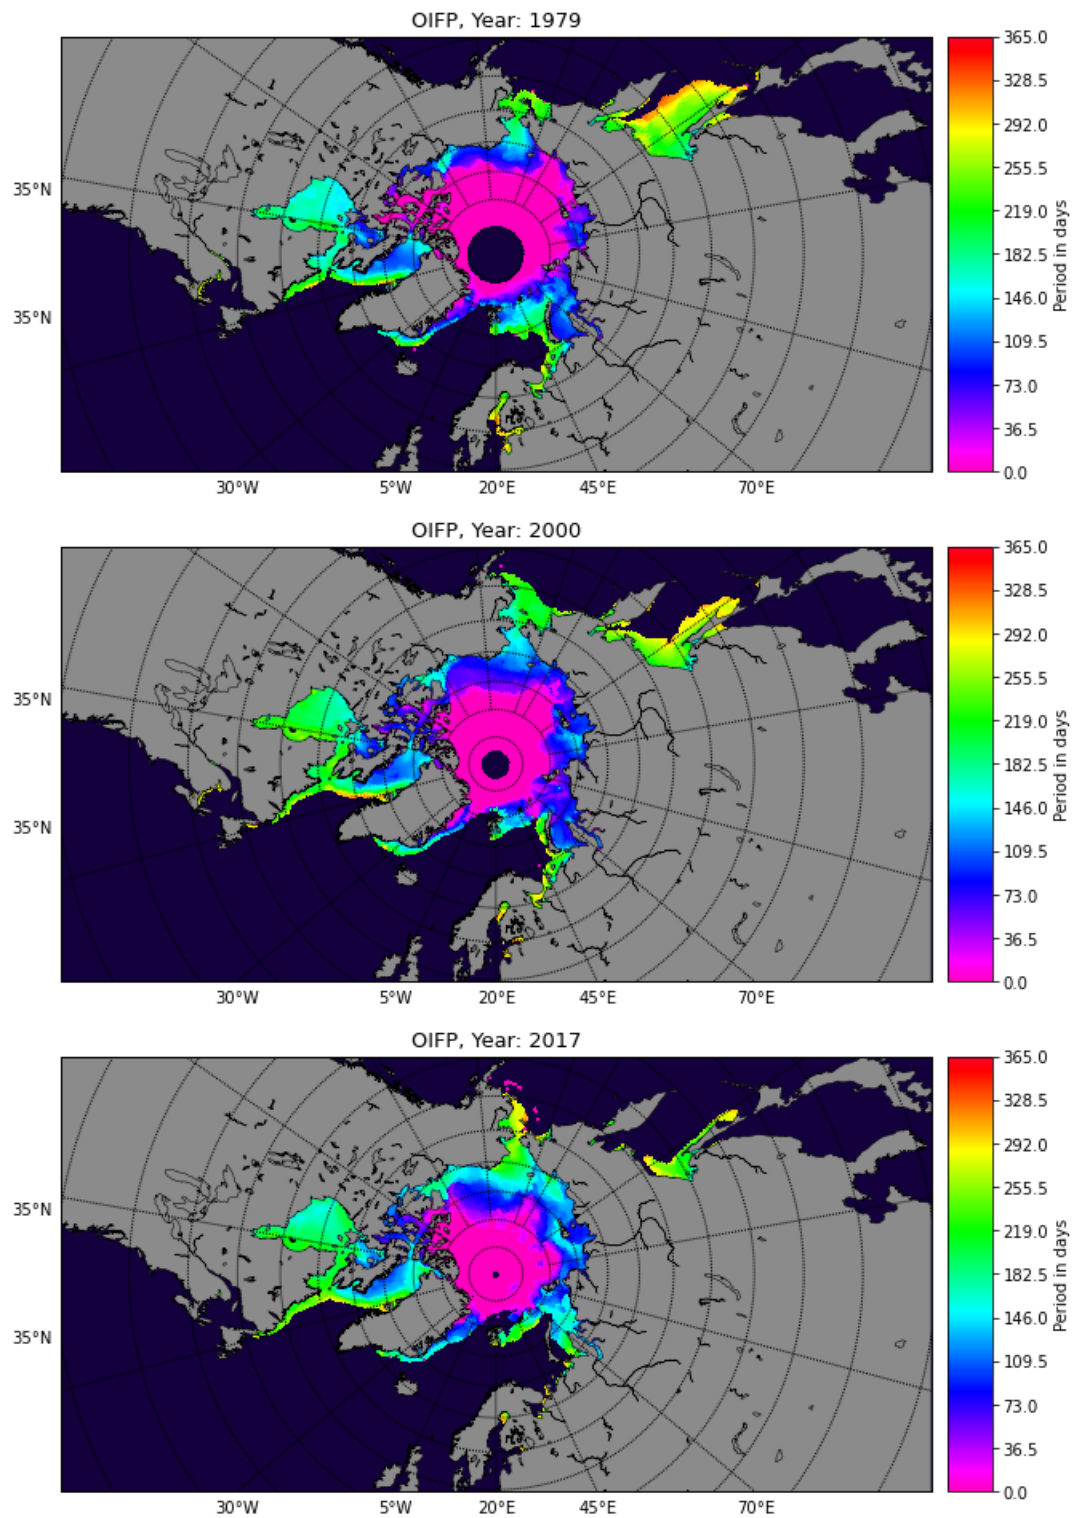 OIFP, Year: 1979
365.0
328.5
292.0
255.5
219.0
182.5
146.0
109.5
73.0
36.5
0.0
Period in days
35°N
35°N
30°W 5°W 20°E 45°E 70°E
OIFP, Year: 2000
365.0
328.5
292.0
255.5
219.0
182.5
146.0
109.5
73.0
36.5
0.0
Period in days
35°N
35°N
30°W 5°W 20°E 45°E 70°E
OIFP, Year: 2017
365.0
328.5
292.0
255.5
219.0
182.5
146.0
109.5
73.0
36.5
0.0
Period in days
35°N
35°N
30°W 5°W 20°E 45°E 70°E